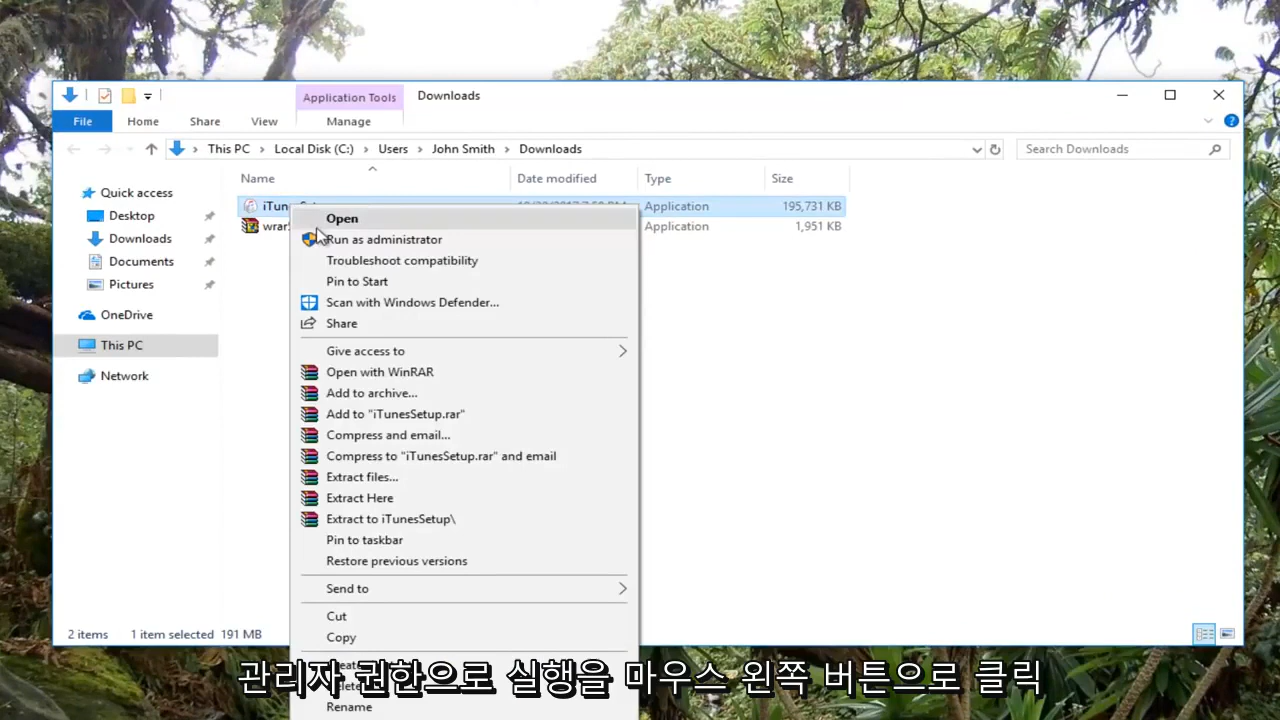 Application Tools
Downloads
File
Home
Share
View
Manage
This PC
Local Disk (C:)
Users
John Smith
Downloads
Search Downloads
Name
Date modified
Type
Size
Quick access
Desktop
Downloads
Documents
Pictures
OneDrive
This PC
Network
Application
195,731 KB
Application
1,951 KB
Open
Run as administrator
Troubleshoot compatibility
Pin to Start
Scan with Windows Defender...
Share
Give access to
Open with WinRAR
Add to archive...
Add to "iTunesSetup.rar"
Compress and email...
Compress to "iTunesSetup.rar" and email
Extract files...
Extract Here
Extract to iTunesSetup\
Pin to taskbar
Restore previous versions
Send to
Cut
Copy
Rename
2 items
1 item selected
191 MB
관리자 권한으로 실행을 마우스 왼쪽 버튼으로 클릭